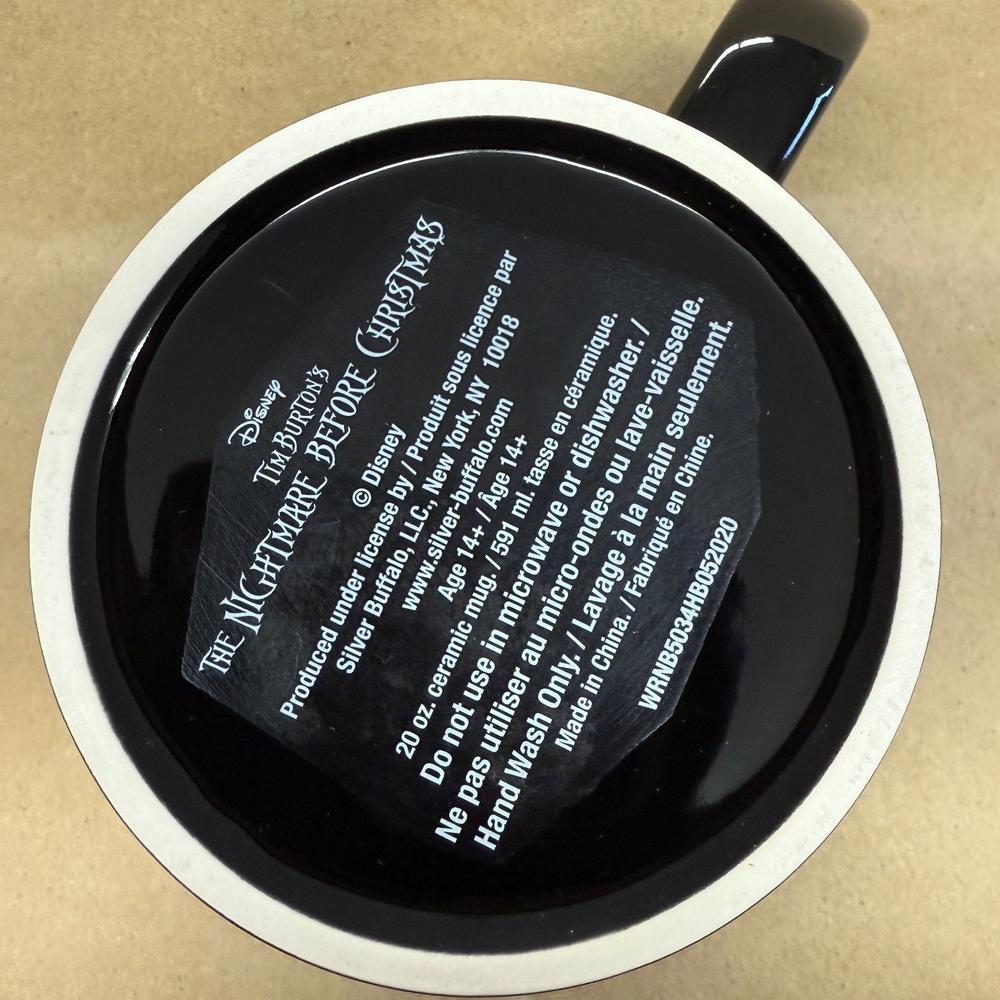 Disney
TIM BURTON'S
THE NIGHTMARE BEFORE CHRISTMAS
© Disney
Produced under license by / Produit sous licence par
Silver Buffalo, LLC., New York, NY 10018
www.silver-buffalo.com
Age 14+ / Âge 14+
20 oz. ceramic mug. / 591 ml. tasse en céramique.
Do not use in microwave or dishwasher. /
Ne pas utiliser au micro-ondes ou lave-vaisselle.
Hand Wash Only. / Lavage à la main seulement.
Made in China. / Fabriqué en Chine.
WRNB5034HB052020